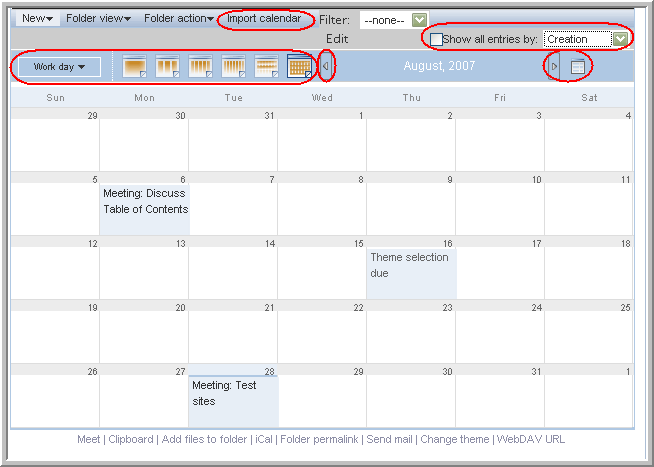 New Folder view Folder action Import calendar Filter: --none--
Edit Show all entries by: Creation
Work day August, 2007
Sun Mon Tue Wed Thu Fri Sat
29 30 31 1 2 3 4
5 6 7 8 9 10 11
Meeting: Discuss
Table of Contents
12 13 14 15 16 17 18
Theme selection
due
19 20 21 22 23 24 25
26 27 28 29 30 31 1
Meeting: Test
sites
Meet | Clipboard | Add files to folder | iCal | Folder permalink | Send mail | Change theme | WebDAV URL